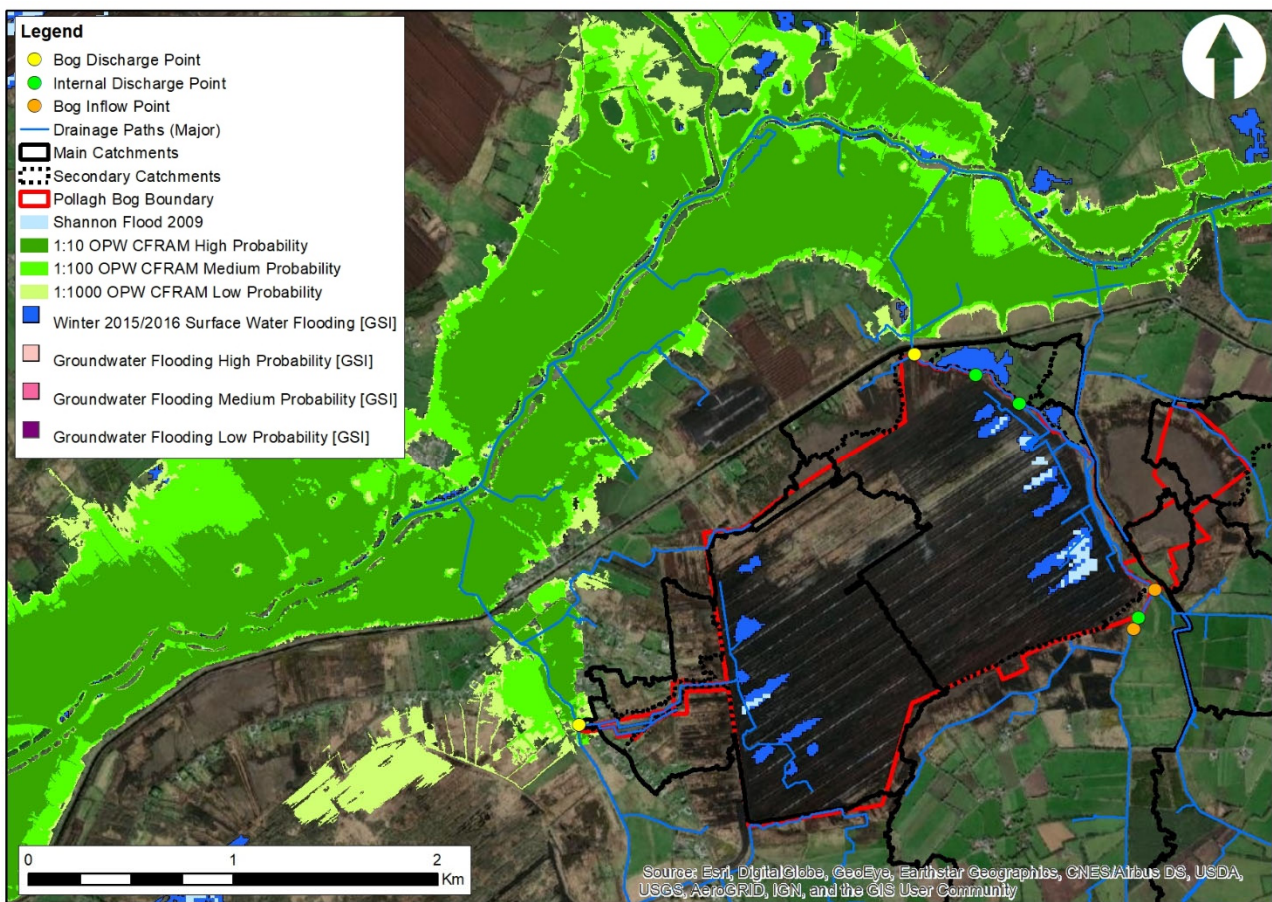 Legend
Bog Discharge Point
Internal Discharge Point
Bog Inflow Point
Drainage Paths (Major)
Main Catchments
Secondary Catchments
Pollagh Bog Boundary
Shannon Flood 2009
1:10 OPW CFRAM High Probability
1:100 OPW CFRAM Medium Probability
1:1000 OPW CFRAM Low Probability
Winter 2015/2016 Surface Water Flooding [GSI]
Groundwater Flooding High Probability [GSI]
Groundwater Flooding Medium Probability [GSI]
Groundwater Flooding Low Probability [GSI]
0 1 2
Km
Source: Esri, DigitalGlobe, GeoEye, Earthstar Geographics, CNES/Airbus DS, USDA,
USGS, AeroGRID, IGN, and the GIS User Community